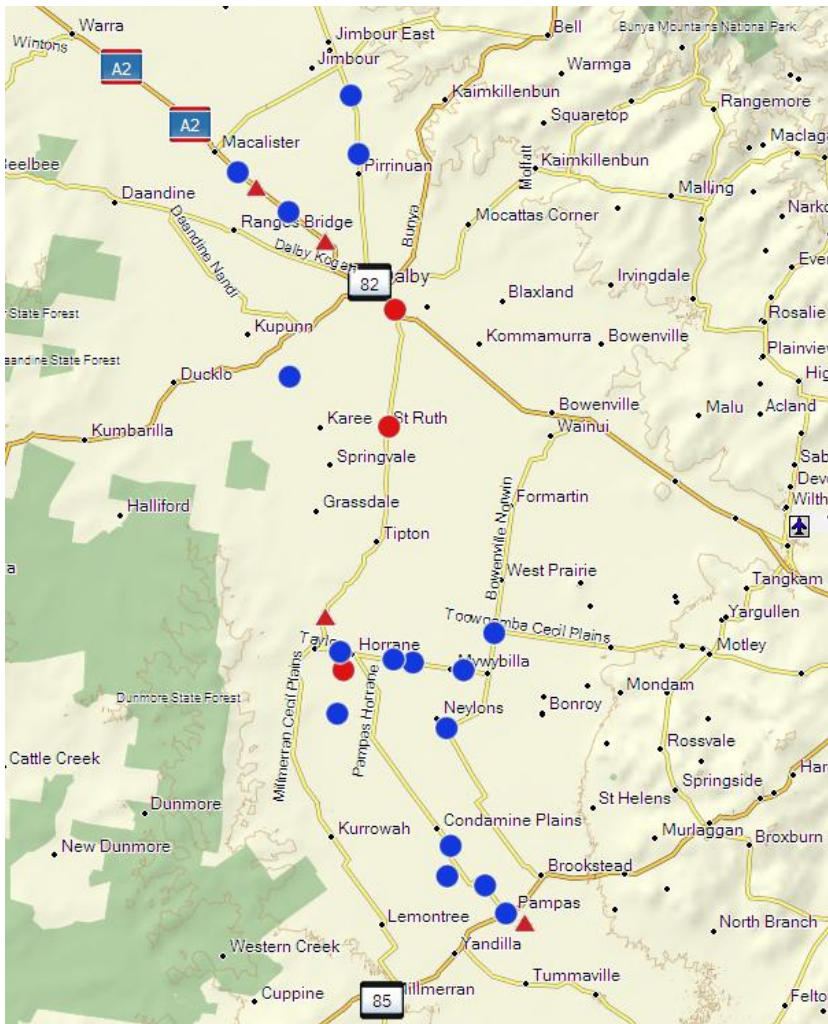 Warra
Jimbour East
Bell
Bunya Mountains National Park
Wintons
A2
Jimbour
Warmga
Kaimkillenbun
Rangemore
A2
Squaretop
Macalister
Maclaga
Beelbee
Pirrinuan
Moffatt
Kaimkillenbun
Daandine
Malling
Mocattas Corner
Narko
Ranges Bridge
Daandine Nandi
Dalby Kogan
Bunya
Ever
82
alby
Irvingdale
Blaxland
State Forest
Rosalie
Kupunn
Kommamurra
Bowenville
Plainview
aandine State Forest
Ducklo
Hig
Bowenville
Malu
Acland
Karee
St Ruth
Kumbarilla
Wainui
Springvale
Sab
Dev
Grassdale
Bowenville Norwin
Formartin
Wilth
Halliford
Tipton
a
West Prairie
Tangkam
Yargullen
Toowoomba Cecil Plains
Taylo
Horrane
Motley
Mywybilla
Dunmore State Forest
Millmerran Cecil Plains
Pampas Horrane
Mondam
Neylons
Bonroy
Rossvale
Cattle Creek
Springside
Har
Dunmore
St Helens
Kurrowah
Condamine Plains
Murlaggan
Broxburn
New Dunmore
Brookstead
Pampas
Lemontree
North Branch
Western Creek
Yandilla
Tummaville
Cuppine
85
illmerran
Felto